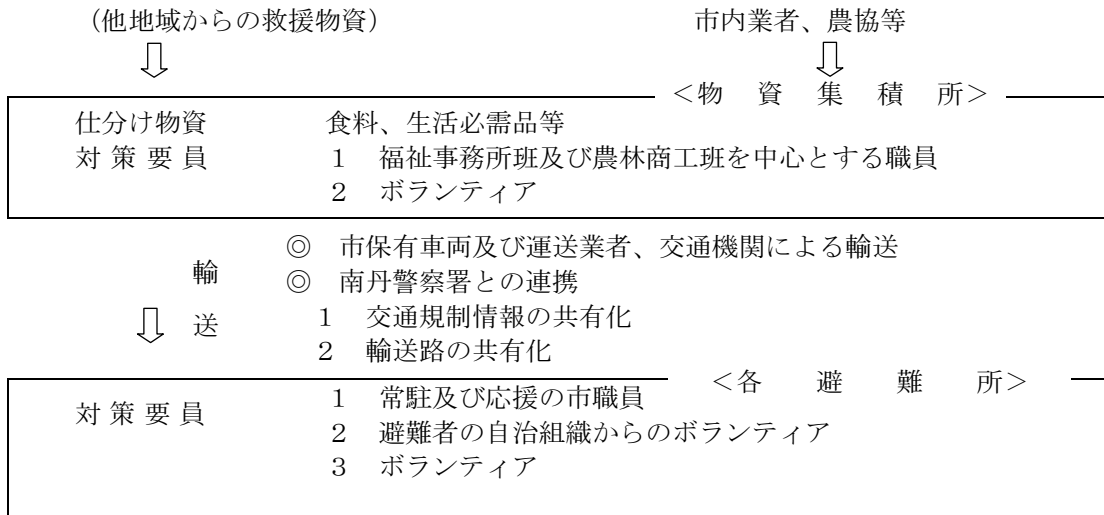 （他地域からの救援物資）　市内業者、農協等
＜物　資　集　積　所＞
仕分け物資　食料、生活必需品等
対 策 要 員　１　福祉事務所班及び農林商工班を中心とする職員
２　ボランティア
◎　市保有車両及び運送業者、交通機関による輸送
輸　◎　南丹警察署との連携
送　１　交通規制情報の共有化
２　輸送路の共有化
＜各　避　難　所＞
対 策 要 員　１　常駐及び応援の市職員
２　避難者の自治組織からのボランティア
３　ボランティア